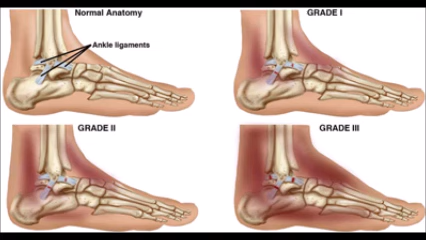 Normal Anatomy
GRADE I
Ankle ligaments
GRADE II
GRADE III